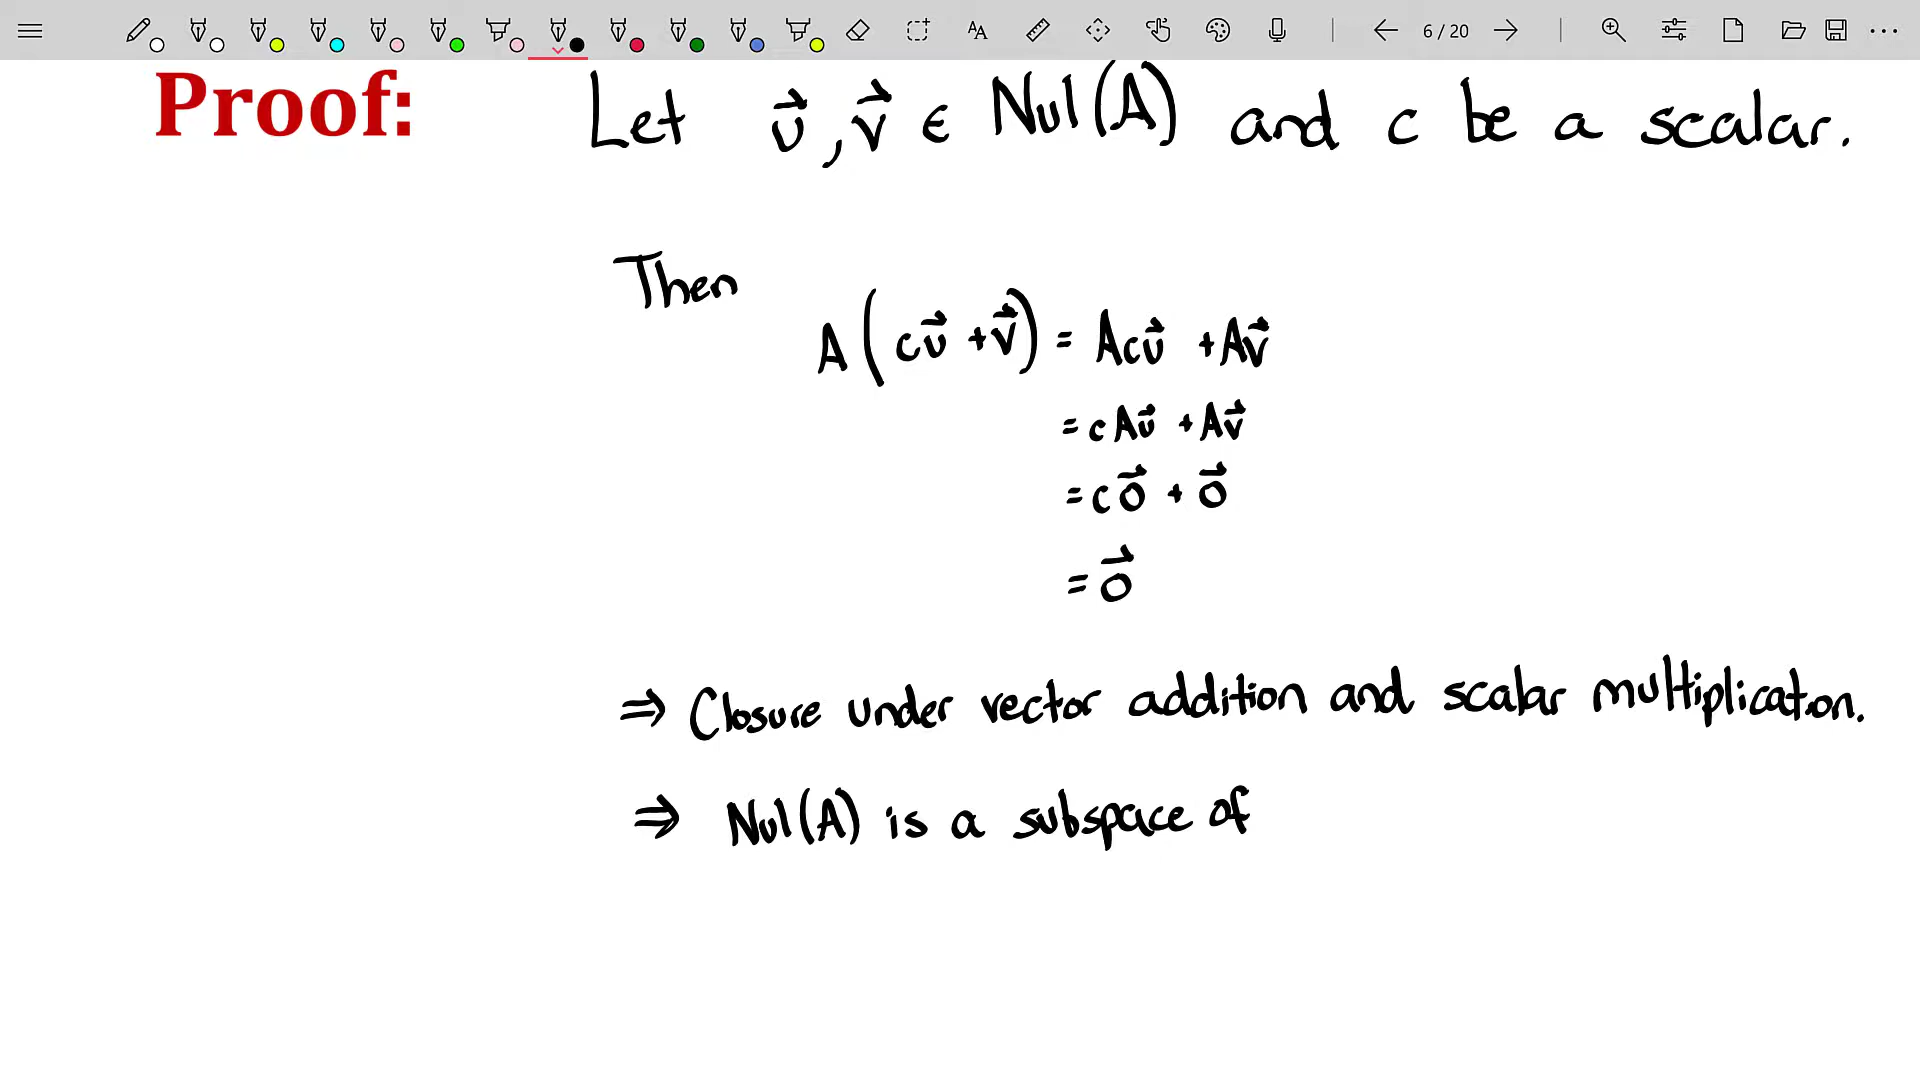 6 / 20
Proof: Let u⃗, v⃗ ∈ Nul(A) and c be a scalar.
Then
A(cu⃗ + v⃗) = Acu⃗ + Av⃗
= cAu⃗ + Av⃗
= c0⃗ + 0⃗
= 0⃗
⇒ Closure under vector addition and scalar multiplication.
⇒ Nul(A) is a subspace of